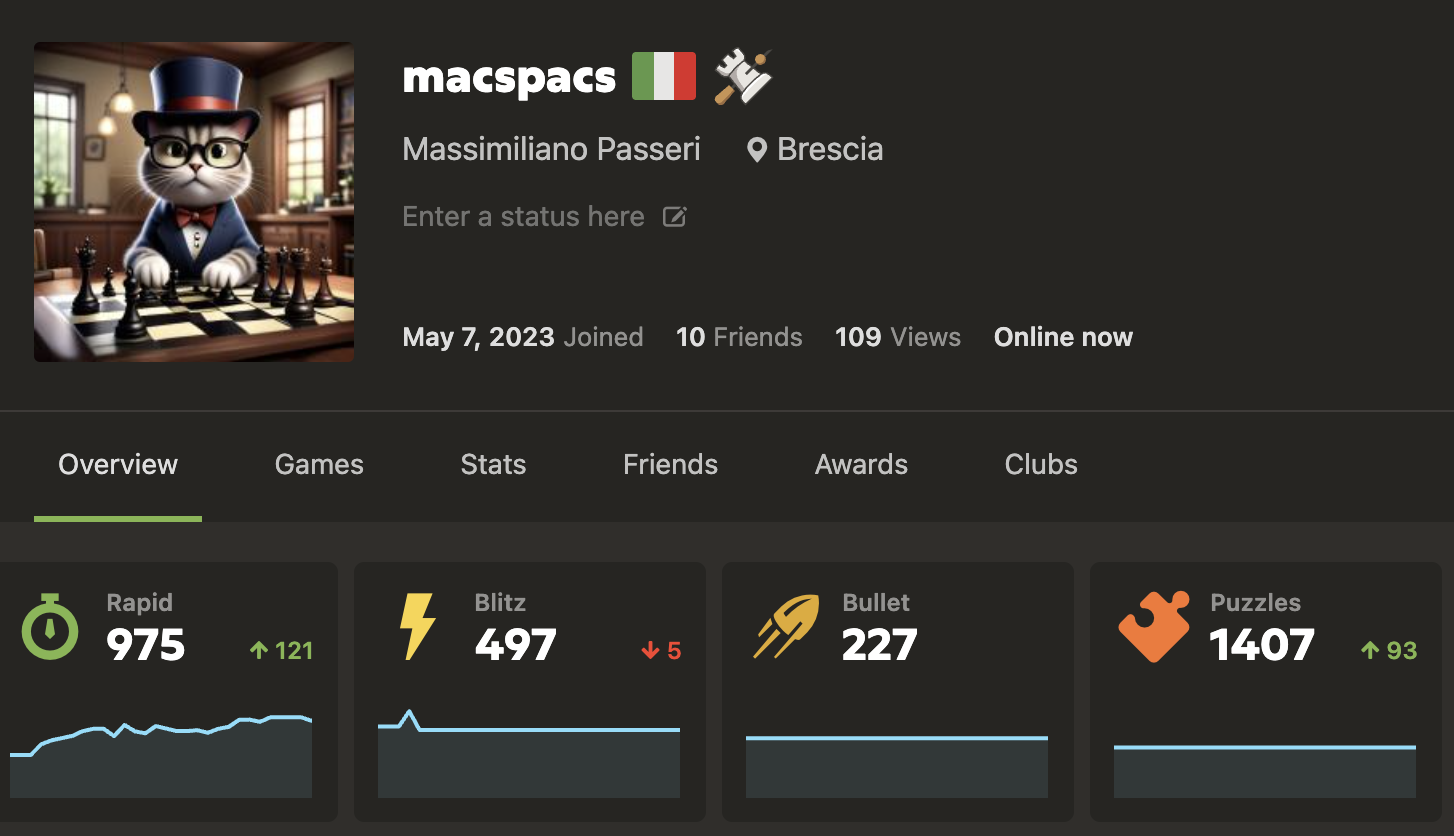 macspacs
Massimiliano Passeri Brescia
Enter a status here
May 7, 2023 Joined 10 Friends 109 Views Online now
Overview Games Stats Friends Awards Clubs
Rapid
975 121
Blitz
497 5
Bullet
227
Puzzles
1407 93